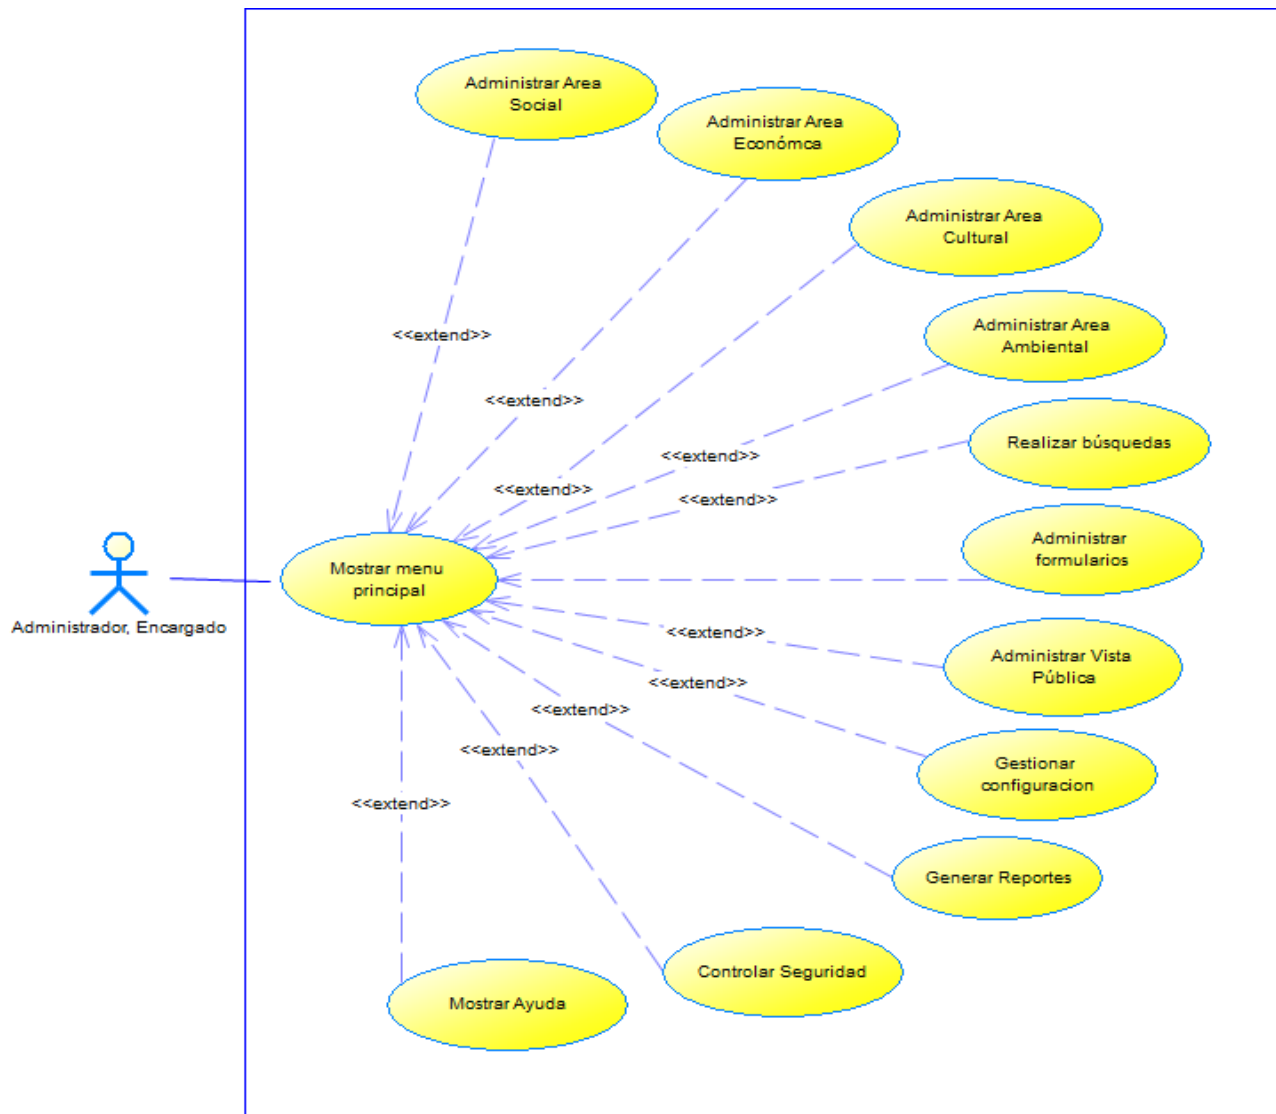 Administrar Area
Social
Administrar Area
Económca
Administrar Area
Cultural
Administrar Area
Ambiental
<<extend>>
<<extend>>
Realizar búsquedas
<<extend>>
<<extend>>
<<extend>>
Administrar
formularios
Mostrar menu
principal
Administrador, Encargado
<<extend>>
Administrar Vista
Pública
<<extend>>
<<extend>>
Gestionar
configuracion
<<extend>>
<<extend>>
Generar Reportes
Controlar Seguridad
Mostrar Ayuda